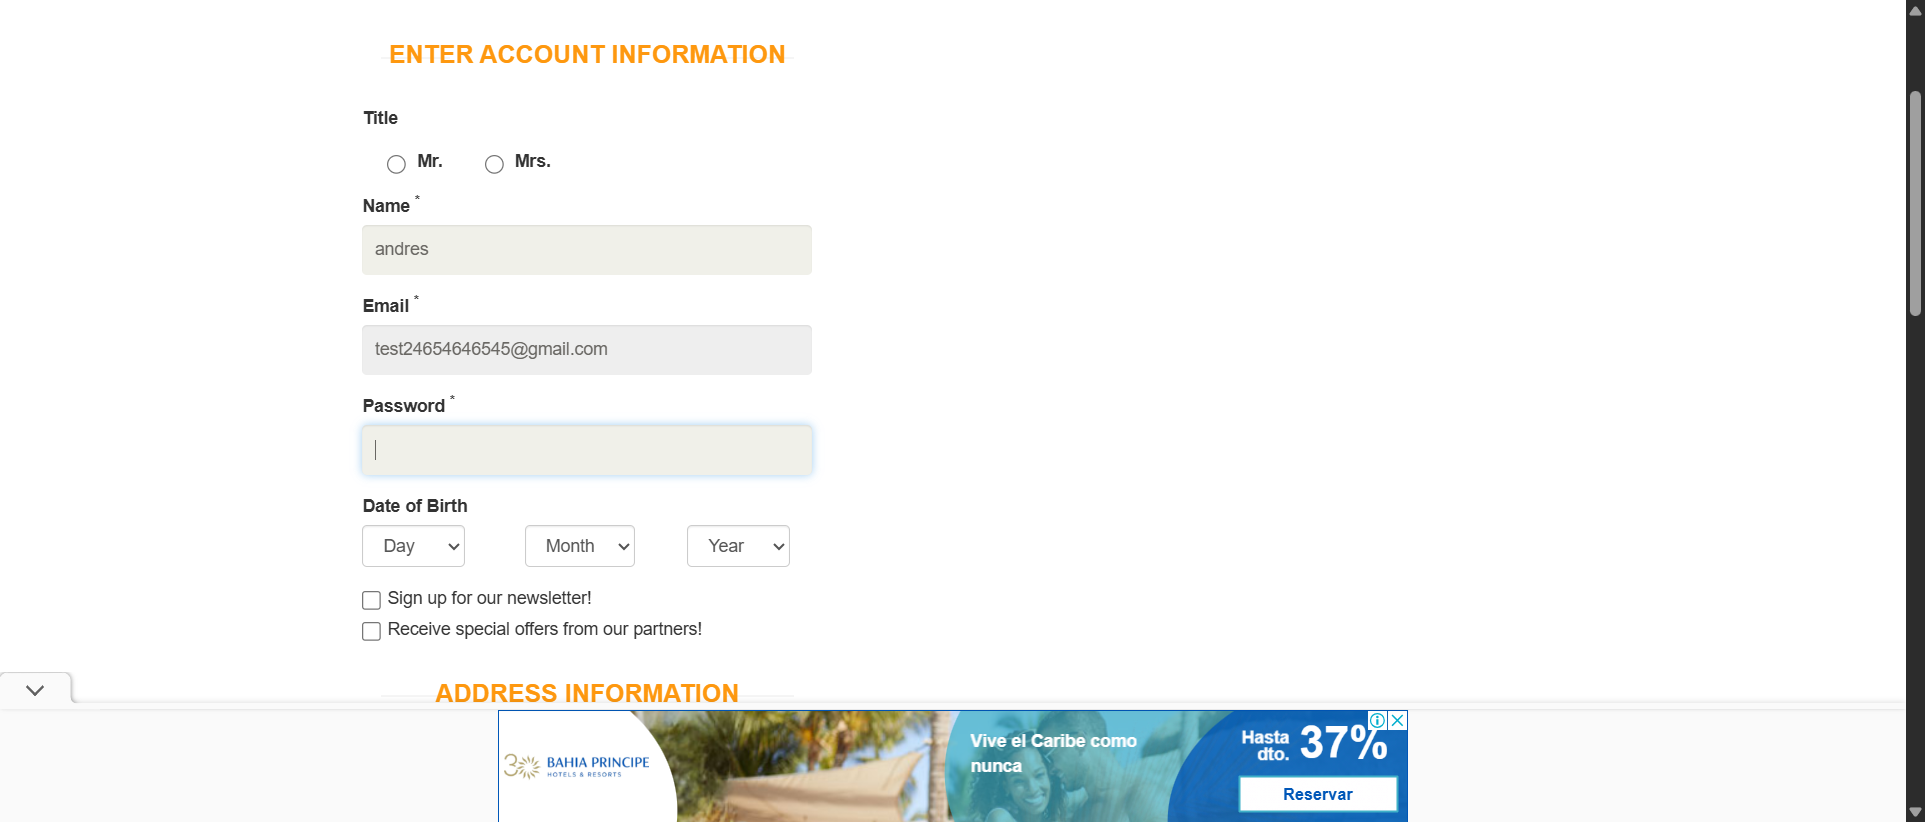 ENTER ACCOUNT INFORMATION
Title
Mr. Mrs.
Name *
andres
Email *
test24654646545@gmail.com
Password *
Date of Birth
Day Month Year
Sign up for our newsletter!
Receive special offers from our partners!
ADDRESS INFORMATION
30 BAHIA PRINCIPE
HOTELS & RESORTS
Vive el Caribe como
nunca
Hasta
dto. 37%
Reservar